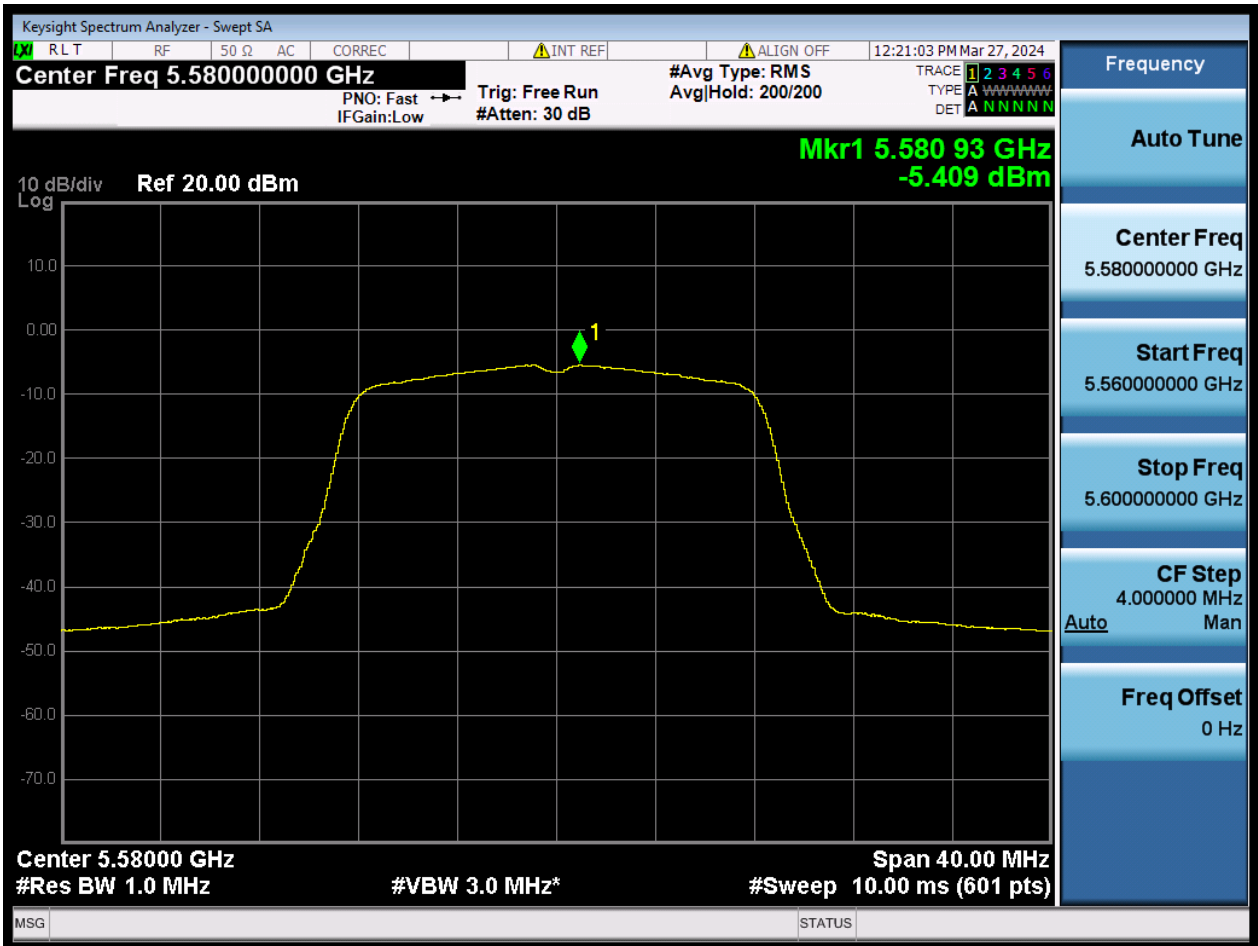 Keysight Spectrum Analyzer - Swept SA
LXI RLT RF 50 Ω AC CORREC INT REF ALIGN OFF 12:21:03 PM Mar 27, 2024
Center Freq 5.580000000 GHz
PNO: Fast
IFGain:Low
Trig: Free Run
#Atten: 30 dB
#Avg Type: RMS
Avg|Hold: 200/200
TRACE 1 2 3 4 5 6
TYPE A WWWWW
DET A N N N N N
Mkr1 5.580 93 GHz
-5.409 dBm
10 dB/div Ref 20.00 dBm
Log
10.0
0.00
1
-10.0
-20.0
-30.0
-40.0
-50.0
-60.0
-70.0
Center 5.58000 GHz Span 40.00 MHz
#Res BW 1.0 MHz #VBW 3.0 MHz* #Sweep 10.00 ms (601 pts)
MSG STATUS
Frequency
Auto Tune
Center Freq
5.580000000 GHz
Start Freq
5.560000000 GHz
Stop Freq
5.600000000 GHz
CF Step
4.000000 MHz
Auto Man
Freq Offset
0 Hz